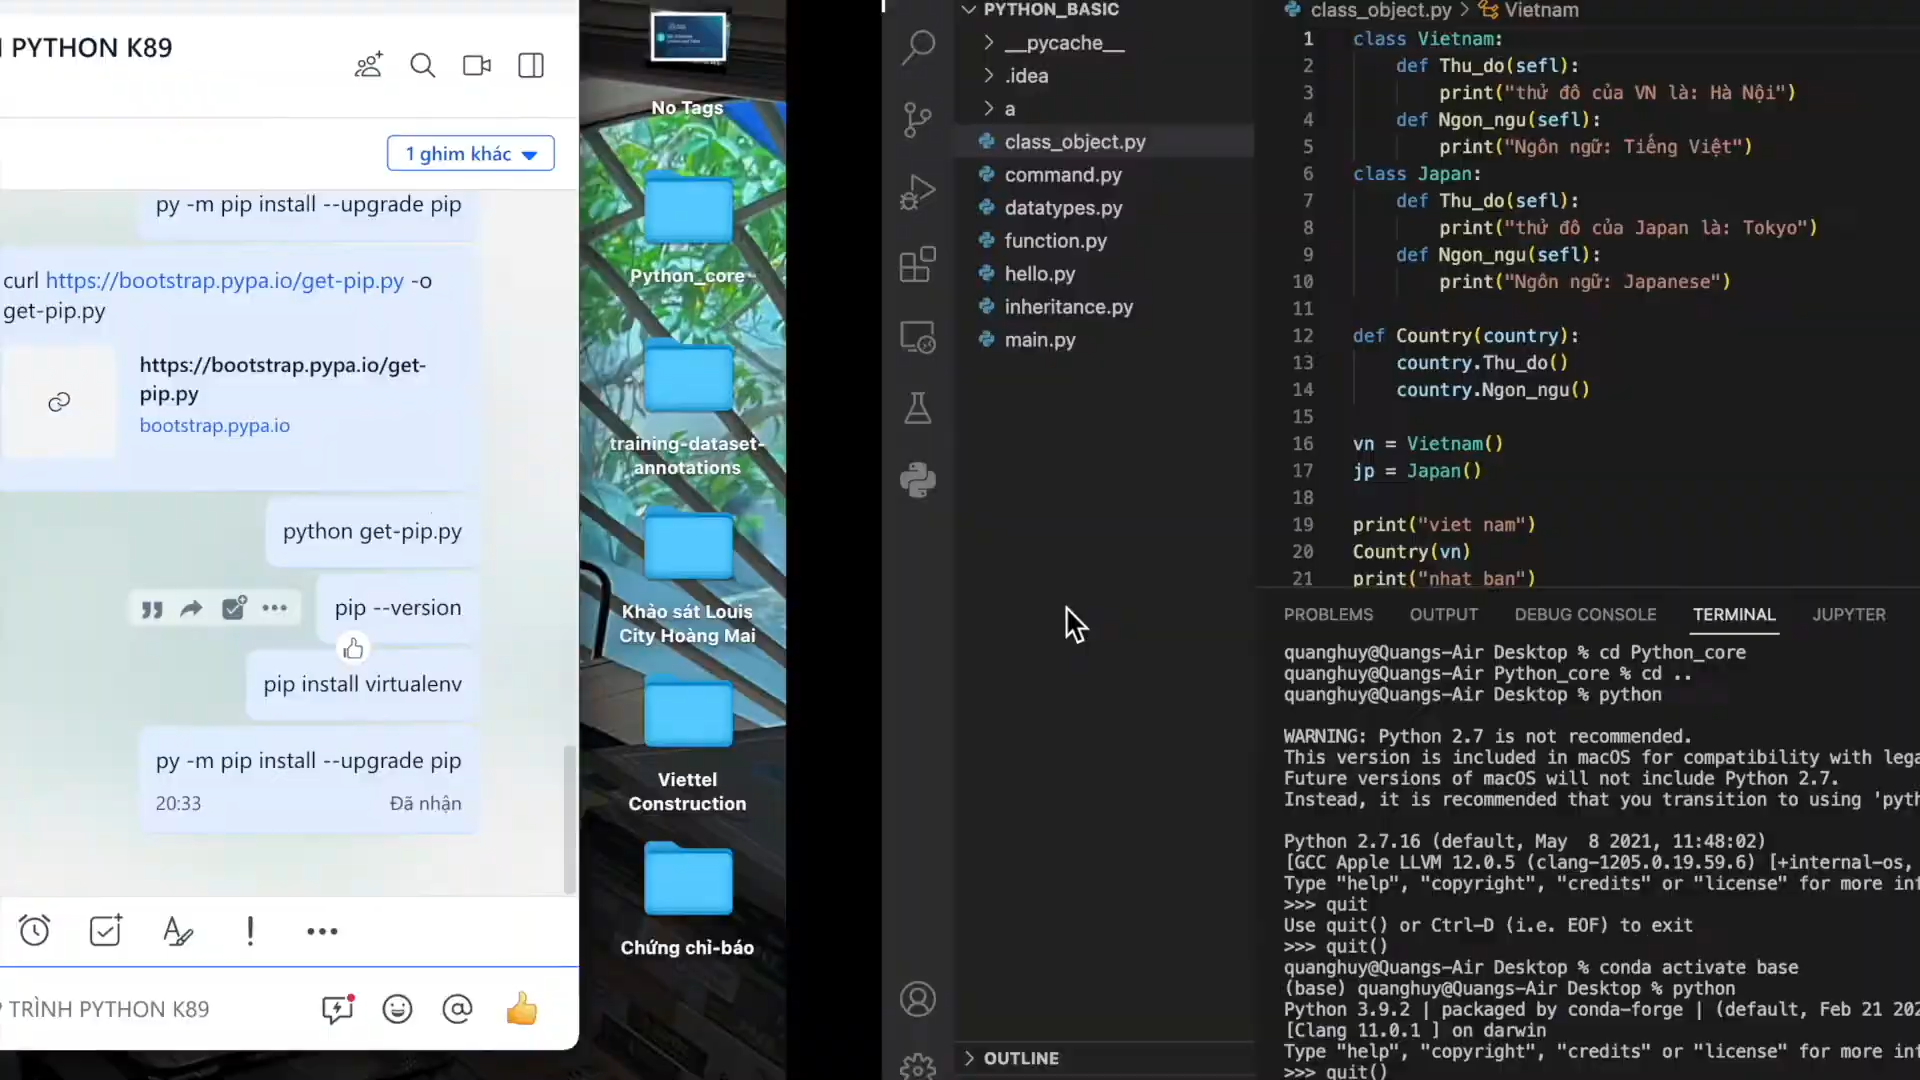 PYTHON K89
1 ghim khác
py -m pip install --upgrade pip
curl https://bootstrap.pypa.io/get-pip.py -o
get-pip.py
https://bootstrap.pypa.io/get-
pip.py
bootstrap.pypa.io
python get-pip.py
pip --version
pip install virtualenv
py -m pip install --upgrade pip
20:33
Đã nhận
TRÌNH PYTHON K89
No Tags
Python_core
training-dataset-
annotations
Khảo sát Louis
City Hoàng Mai
Viettel
Construction
Chứng chỉ-báo
PYTHON_BASIC
__pycache__
.idea
a
class_object.py
command.py
datatypes.py
function.py
hello.py
inheritance.py
main.py
OUTLINE
class_object.py > Vietnam
1 class Vietnam:
2 def Thu_do(sefl):
3 print("thử đô của VN là: Hà Nội")
4 def Ngon_ngu(sefl):
5 print("Ngôn ngữ: Tiếng Việt")
6 class Japan:
7 def Thu_do(sefl):
8 print("thử đô của Japan là: Tokyo")
9 def Ngon_ngu(sefl):
10 print("Ngôn ngữ: Japanese")
11
12 def Country(country):
13 country.Thu_do()
14 country.Ngon_ngu()
15
16 vn = Vietnam()
17 jp = Japan()
18
19 print("viet nam")
20 Country(vn)
21 print("nhat ban")
PROBLEMS OUTPUT DEBUG CONSOLE TERMINAL JUPYTER
quanghuy@Quangs-Air Desktop % cd Python_core
quanghuy@Quangs-Air Python_core % cd ..
quanghuy@Quangs-Air Desktop % python
WARNING: Python 2.7 is not recommended.
This version is included in macOS for compatibility with lega
Future versions of macOS will not include Python 2.7.
Instead, it is recommended that you transition to using 'pyth
Python 2.7.16 (default, May  8 2021, 11:48:02)
[GCC Apple LLVM 12.0.5 (clang-1205.0.19.59.6) [+internal-os,
Type "help", "copyright", "credits" or "license" for more inf
>>> quit
Use quit() or Ctrl-D (i.e. EOF) to exit
>>> quit()
quanghuy@Quangs-Air Desktop % conda activate base
(base) quanghuy@Quangs-Air Desktop % python
Python 3.9.2 | packaged by conda-forge | (default, Feb 21 202
[Clang 11.0.1 ] on darwin
Type "help", "copyright", "credits" or "license" for more inf
>>> quit()